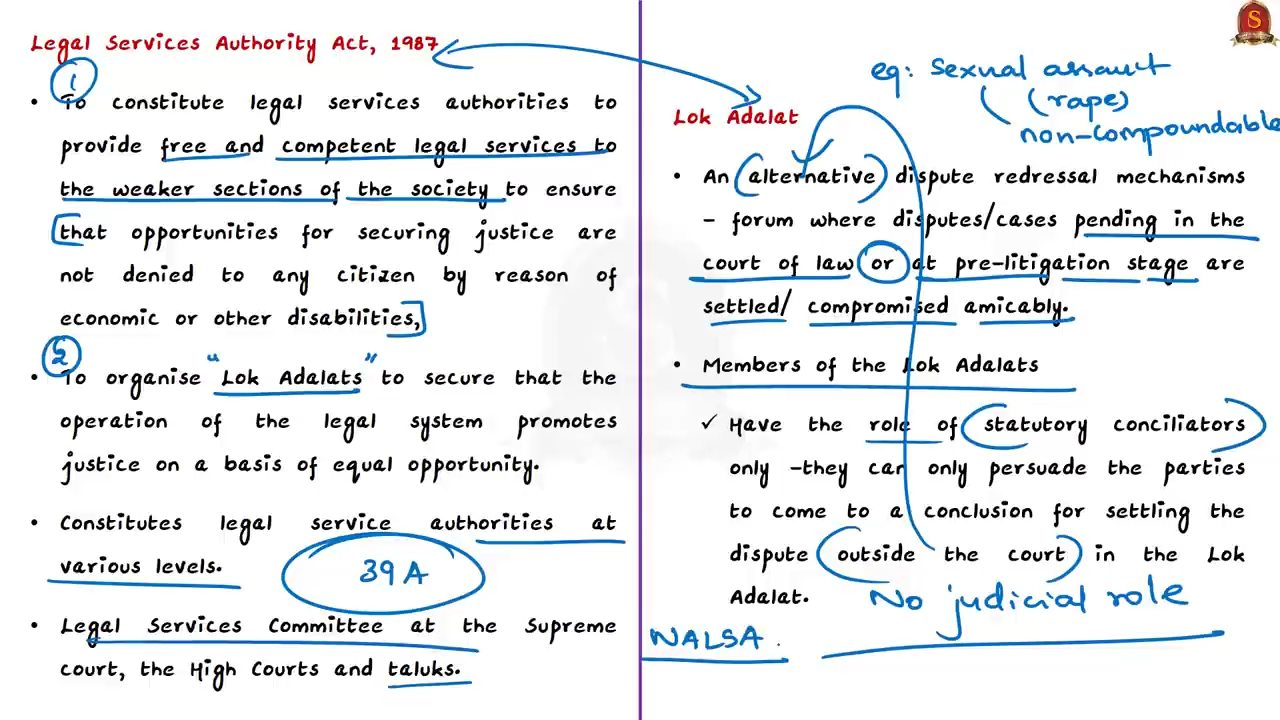 Legal Services Authority Act, 1987
1
• To constitute legal services authorities to
provide free and competent legal services to
the weaker sections of the society to ensure
that opportunities for securing justice are
not denied to any citizen by reason of
economic or other disabilities,
2
• To organise "Lok Adalats" to secure that the
operation of the legal system promotes
justice on a basis of equal opportunity.
• Constitutes legal service authorities at
various levels.
39A
• Legal Services Committee at the Supreme
court, the High Courts and taluks.
S
eg: Sexual assault
(rape)
non-compoundable
Lok Adalat
• An (alternative) dispute redressal mechanisms
- forum where disputes/cases pending in the
court of law or at pre-litigation stage are
settled/ compromised amicably.
• Members of the Lok Adalats
✓ Have the role of (statutory conciliators)
only -they can only persuade the parties
to come to a conclusion for settling the
dispute (outside the court) in the Lok
Adalat.
No judicial role
NALSA.